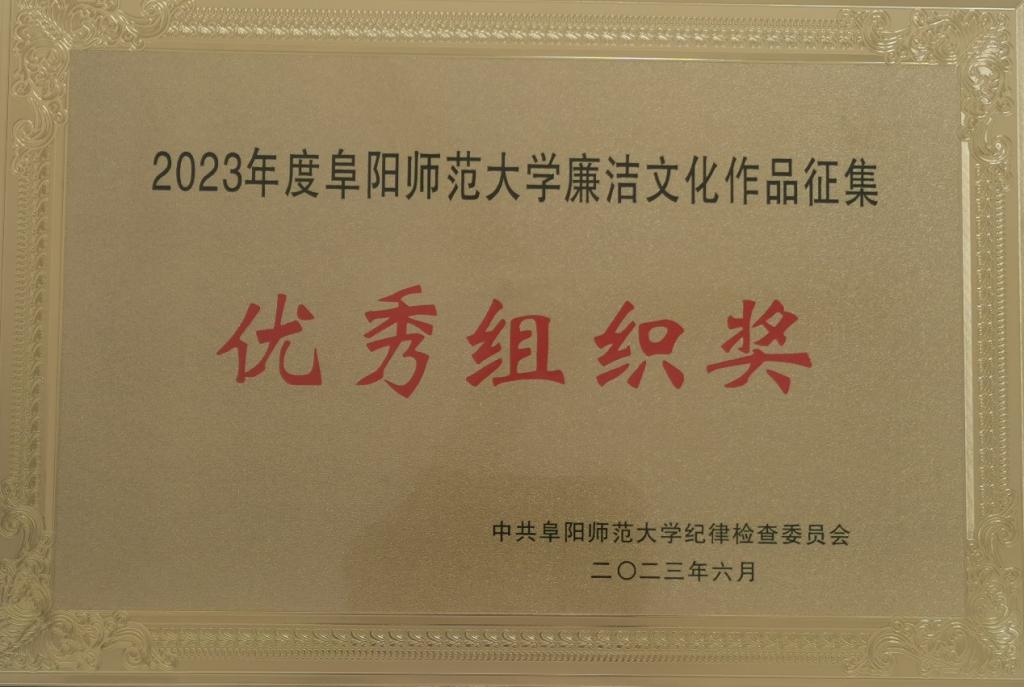 2023年度阜阳师范大学廉洁文化作品征集
优秀组织奖
中共阜阳师范大学纪律检查委员会
二〇二三年六月